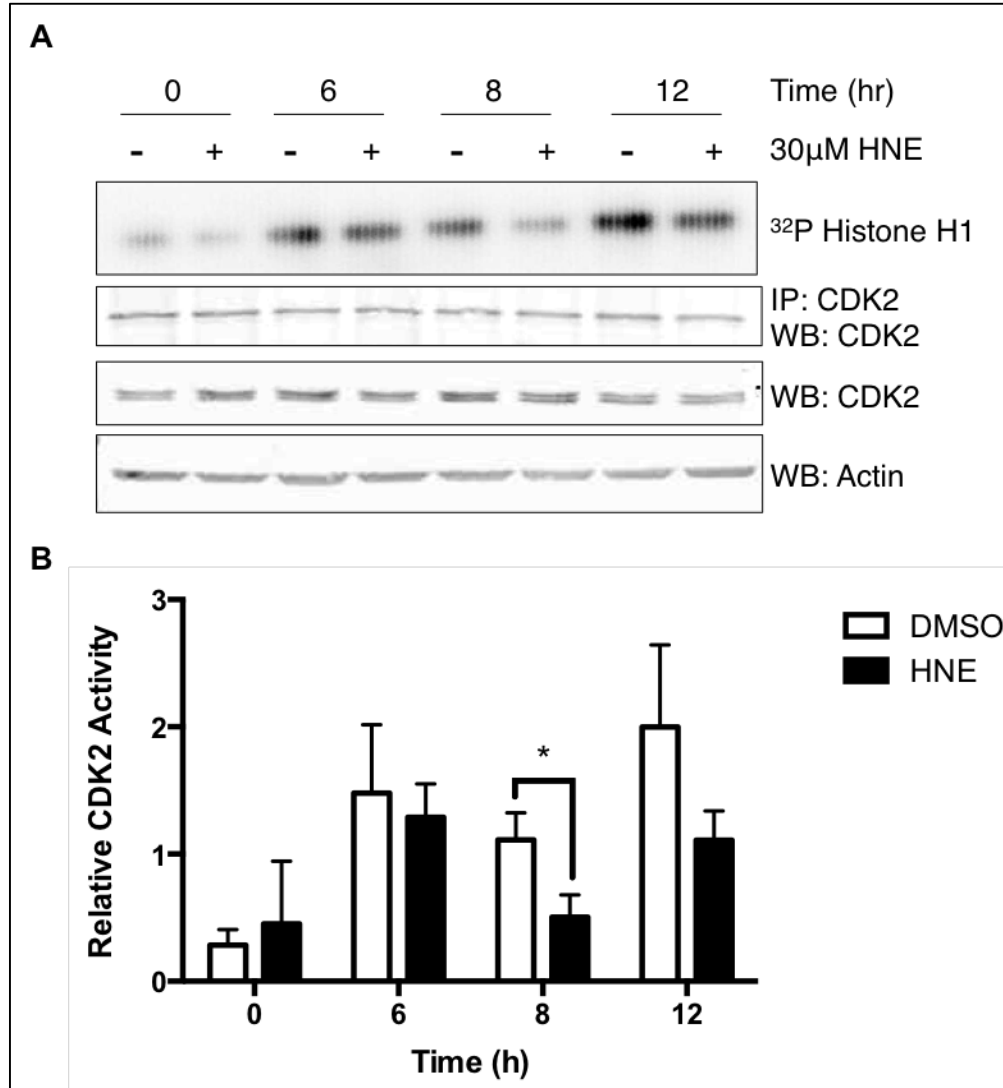 A
0 6 8 12 Time (hr)
- + - + - + - + 30μM HNE
³²P Histone H1
IP: CDK2
WB: CDK2
WB: CDK2
WB: Actin
B
3
2
1
0
Relative CDK2 Activity
*
DMSO
HNE
0 6 8 12
Time (h)